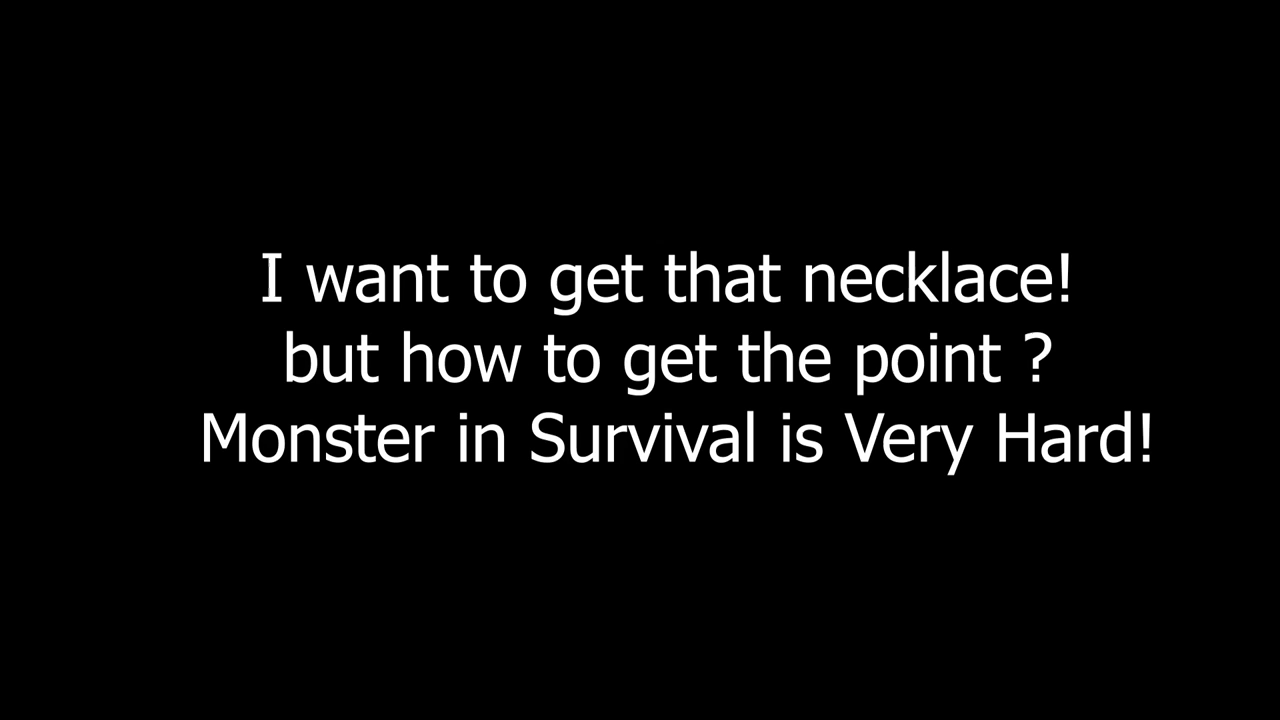 I want to get that necklace!
but how to get the point ?
Monster in Survival is Very Hard!